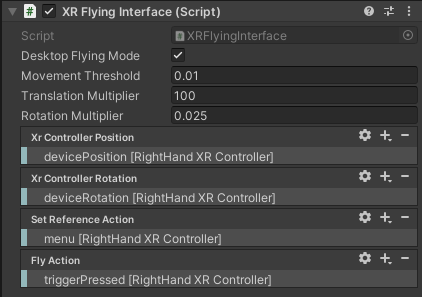 XR Flying Interface (Script)
Script XRFlyingInterface
Desktop Flying Mode
Movement Threshold 0.01
Translation Multiplier 100
Rotation Multiplier 0.025
Xr Controller Position
devicePosition [RightHand XR Controller]
Xr Controller Rotation
deviceRotation [RightHand XR Controller]
Set Reference Action
menu [RightHand XR Controller]
Fly Action
triggerPressed [RightHand XR Controller]